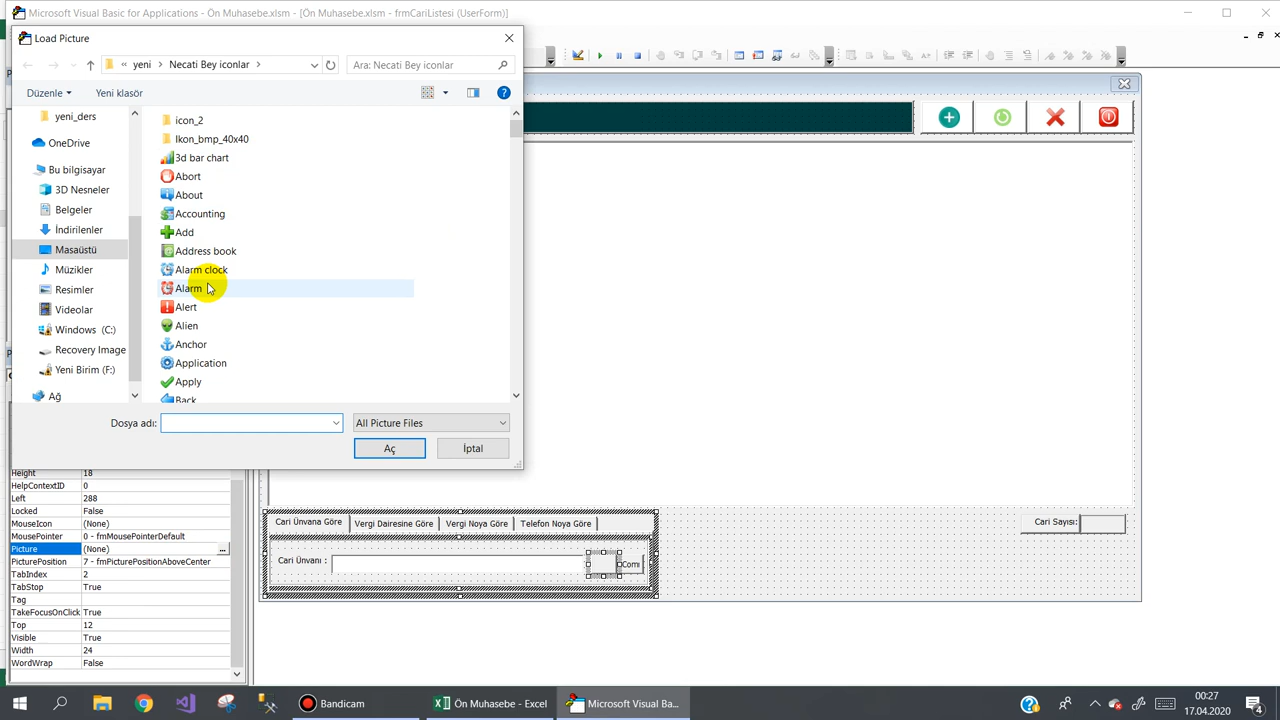 Microsoft Visual Basic for Applications - Ön Muhasebe.xlsm - [Ön Muhasebe.xlsm - frmCariListesi (UserForm)]
Load Picture
« yeni > Necati Bey iconlar >
Ara: Necati Bey iconlar
Düzenle
Yeni klasör
yeni_ders
OneDrive
Bu bilgisayar
3D Nesneler
Belgeler
İndirilenler
Masaüstü
Müzikler
Resimler
Videolar
Windows (C:)
Recovery Image
Yeni Birim (F:)
Ağ
icon_2
Ikon_bmp_40x40
3d bar chart
Abort
About
Accounting
Add
Address book
Alarm clock
Alarm
Alert
Alien
Anchor
Application
Apply
Back
Dosya adı:
All Picture Files
Aç
İptal
Height 18
HelpContextID 0
Left 288
Locked False
MouseIcon (None)
MousePointer 0 - fmMousePointerDefault
Picture (None) ...
PicturePosition 7 - fmPicturePositionAboveCenter
TabIndex 2
TabStop True
Tag
TakeFocusOnClick True
Top 12
Visible True
Width 24
WordWrap False
Cari Ünvana Göre
Vergi Dairesine Göre
Vergi Noya Göre
Telefon Noya Göre
Cari Ünvanı :
Com
Cari Sayısı:
Bandicam
Ön Muhasebe - Excel
Microsoft Visual Ba...
00:27
17.04.2020
4